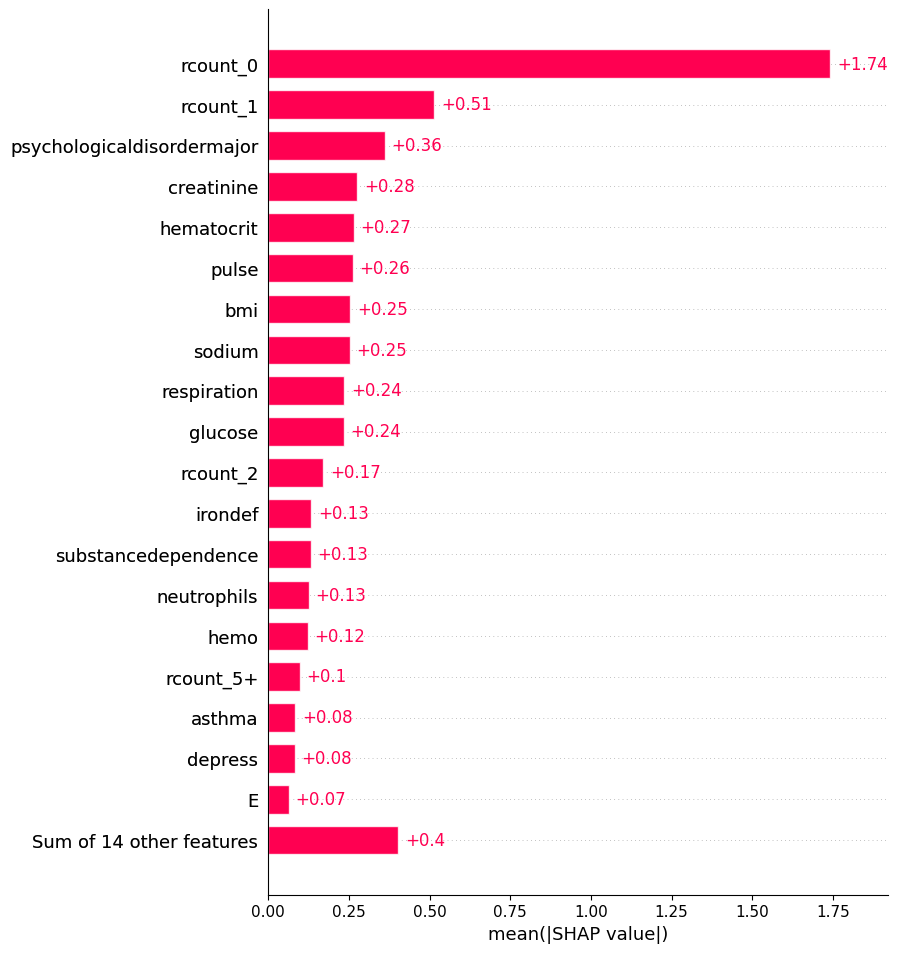 rcount_0 +1.74
rcount_1 +0.51
psychologicaldisordermajor +0.36
creatinine +0.28
hematocrit +0.27
pulse +0.26
bmi +0.25
sodium +0.25
respiration +0.24
glucose +0.24
rcount_2 +0.17
irondef +0.13
substancedependence +0.13
neutrophils +0.13
hemo +0.12
rcount_5+ +0.1
asthma +0.08
depress +0.08
E +0.07
Sum of 14 other features +0.4
0.00 0.25 0.50 0.75 1.00 1.25 1.50 1.75
mean(|SHAP value|)